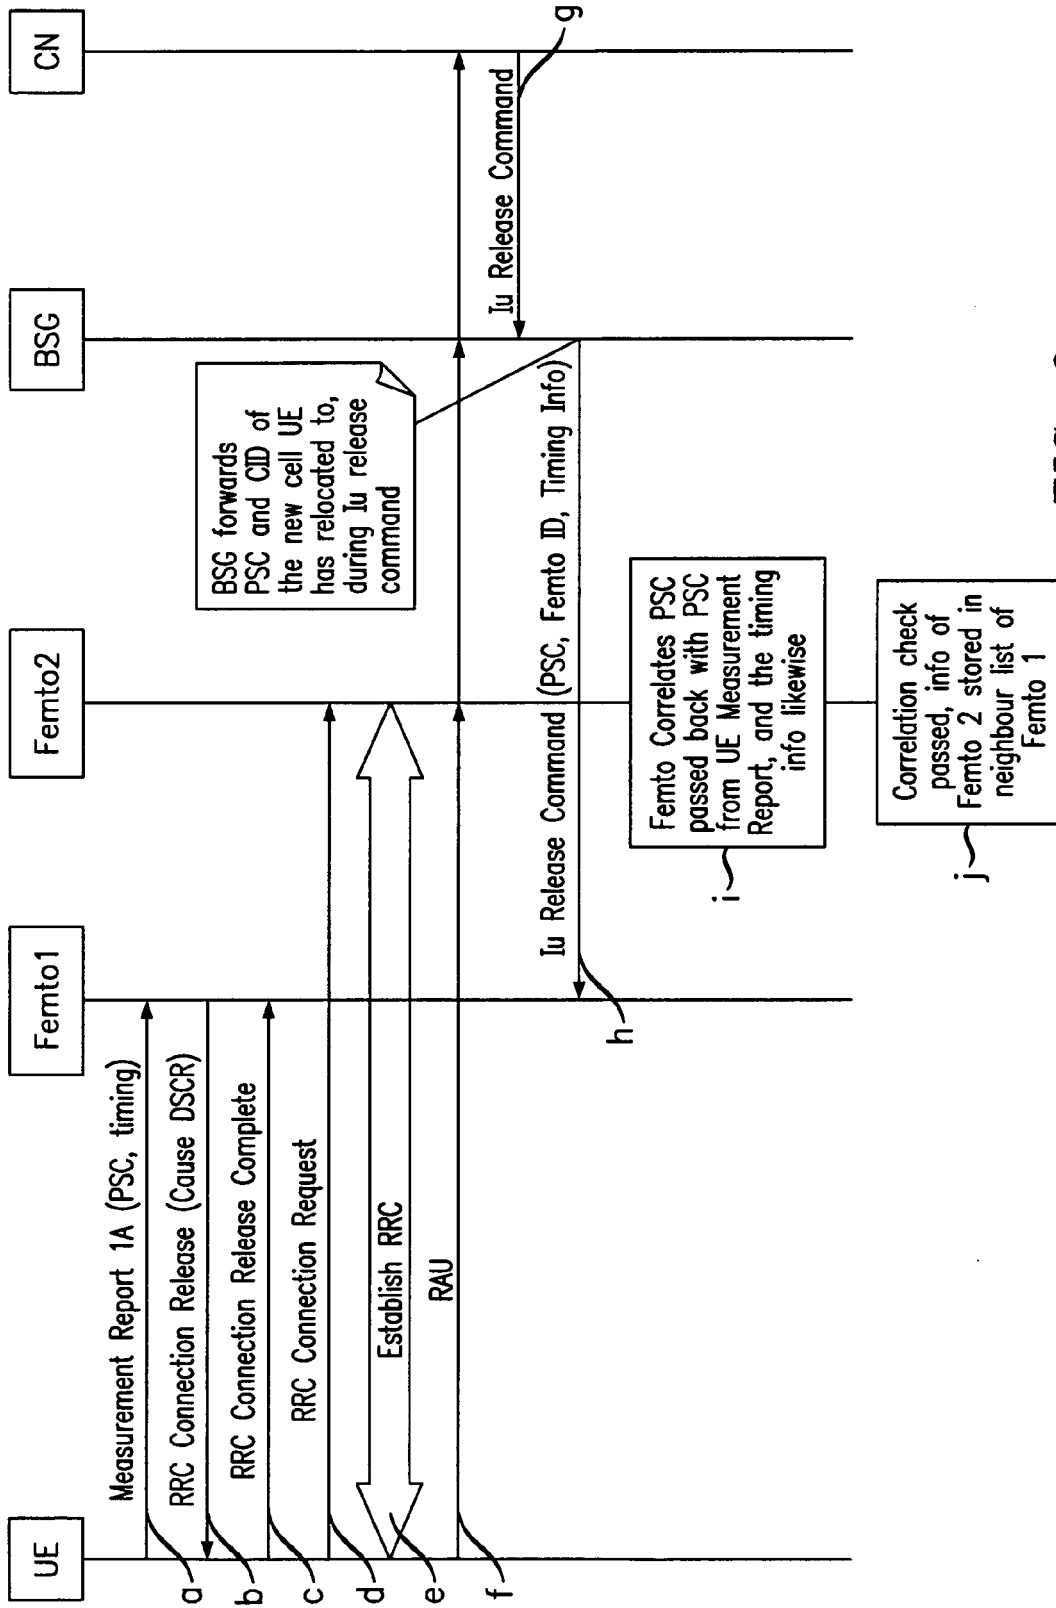 UE
Femto1
Femto2
BSG
CN
Measurement Report 1A (PSC, timing)
a
RRC Connection Release (Cause DSCR)
b
RRC Connection Release Complete
c
RRC Connection Request
d
Establish RRC
e
RAU
f
BSG forwards
PSC and CID of
the new cell UE
has relocated to,
during Iu release
command
Iu Release Command
g
Iu Release Command (PSC, Femto ID, Timing Info)
h
Femto Correlates PSC
passed back with PSC
from UE Measurement
Report, and the timing
info likewise
i
Correlation check
passed, info of
Femto 2 stored in
neighbour list of
Femto 1
j